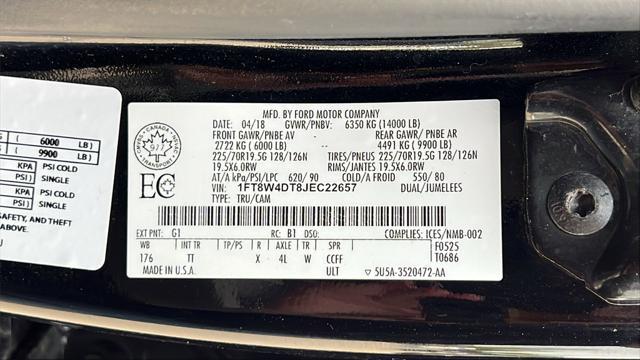 MFD. BY FORD MOTOR COMPANY
04/18 GVWR/PNBV: 6350 KG (14000 LB)
FRONT GAWR/PNBE AV REAR GAWR / PNBE AR
2722 KG ( 6000 LB) 4491 KG ( 9900 LB)
225/70R19.5G 128/126N TIRES/PNEUS 225/70R19.5G 128/126N
19.5X6.0RW RIMS/JANTES 19.5X6.0RW
AT/A kPa/PSI/LPC 620/ 90 COLD/A FROID 550/ 80
1FT8W4DT8JEC22657 DUAL/JUMELEES
TYPE: TRU/CAM
EC
CANADA
977
EXT PNT: G1 RC: B1 COMPLIES: ICES/NMB-002
WB INT TR TP/PS R AXLE TR SPR F0525
176 TT X 4L W CCFF T0686
MADE IN U.S.A. ULT 5U5A-3520472-AA
6000 LB)
9900 LB)
KPA / PSI COLD
PSI) SINGLE
KPA / PSI COLD
PSI) SINGLE
SAFETY, AND THEFT
ABOVE.